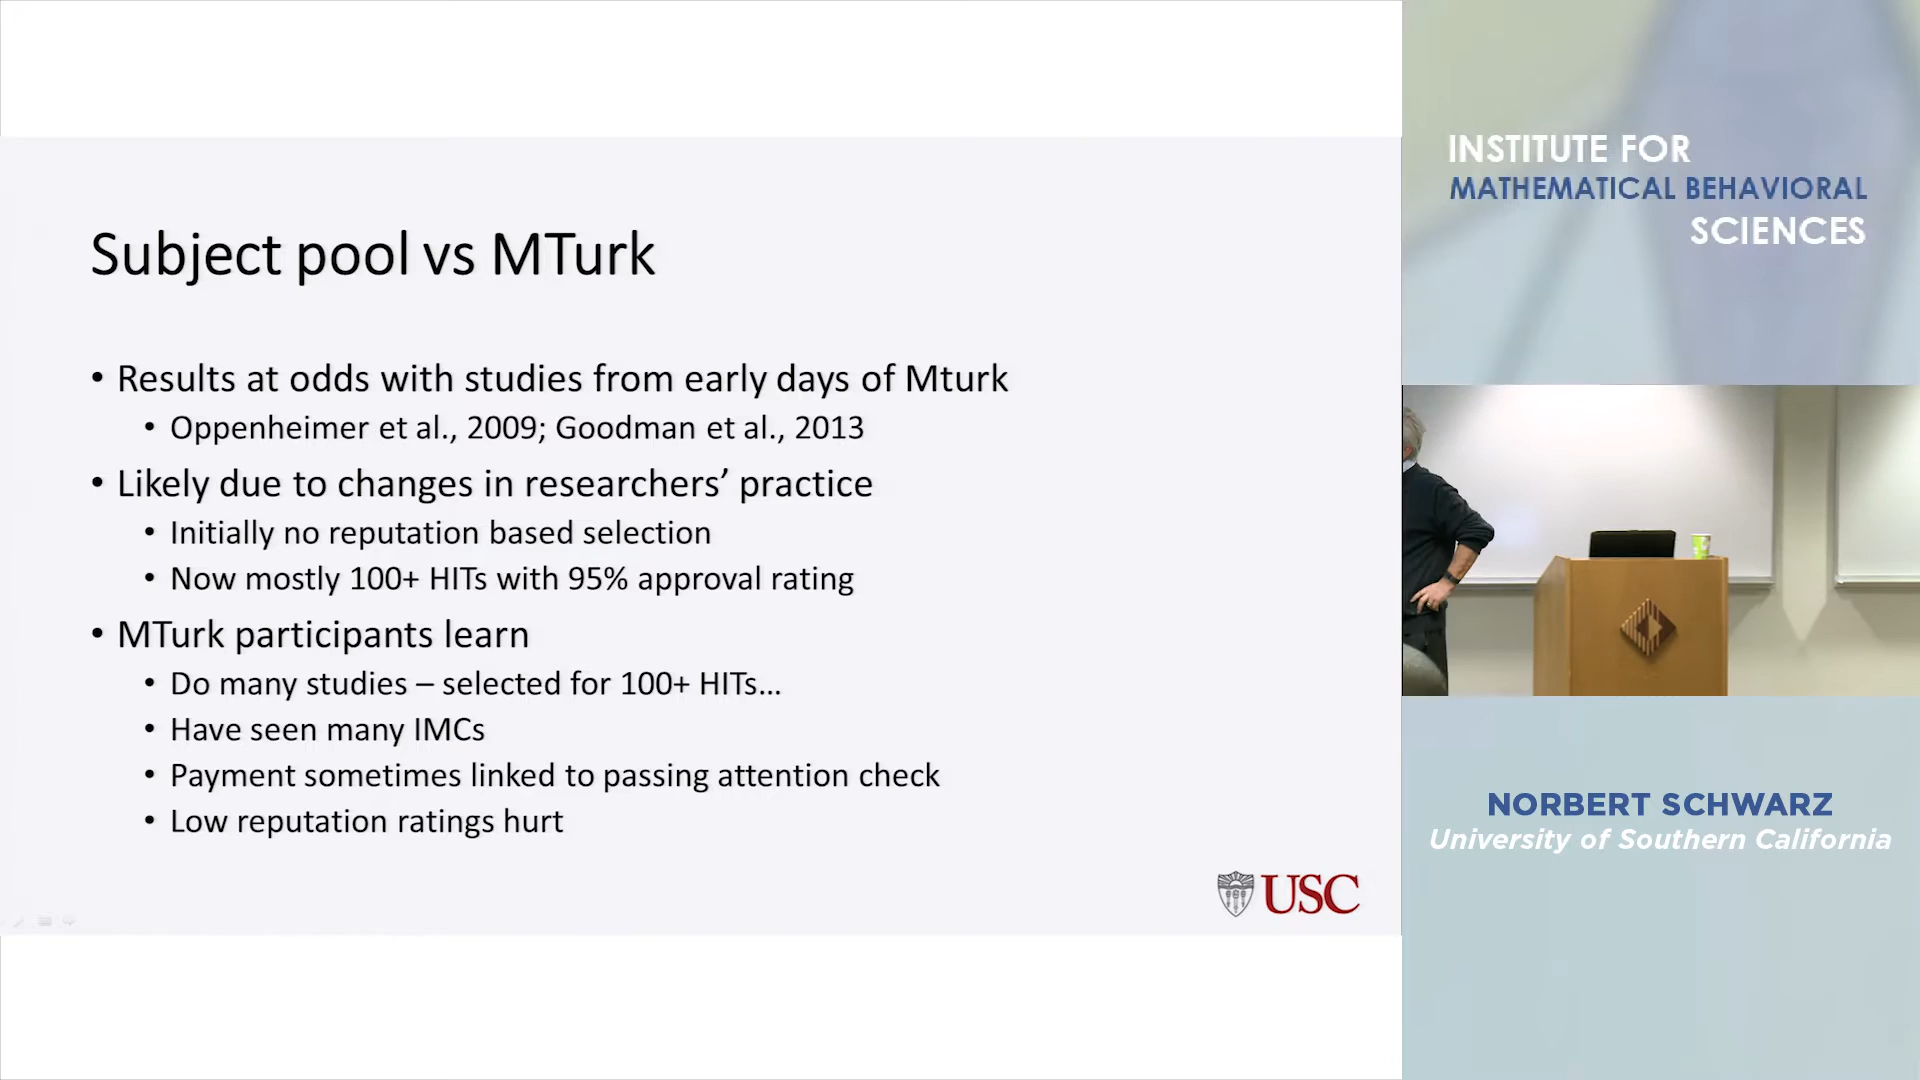 Subject pool vs MTurk
• Results at odds with studies from early days of Mturk
• Oppenheimer et al., 2009; Goodman et al., 2013
• Likely due to changes in researchers’ practice
• Initially no reputation based selection
• Now mostly 100+ HITs with 95% approval rating
• MTurk participants learn
• Do many studies – selected for 100+ HITs…
• Have seen many IMCs
• Payment sometimes linked to passing attention check
• Low reputation ratings hurt
USC
INSTITUTE FOR
MATHEMATICAL BEHAVIORAL
SCIENCES
NORBERT SCHWARZ
University of Southern California